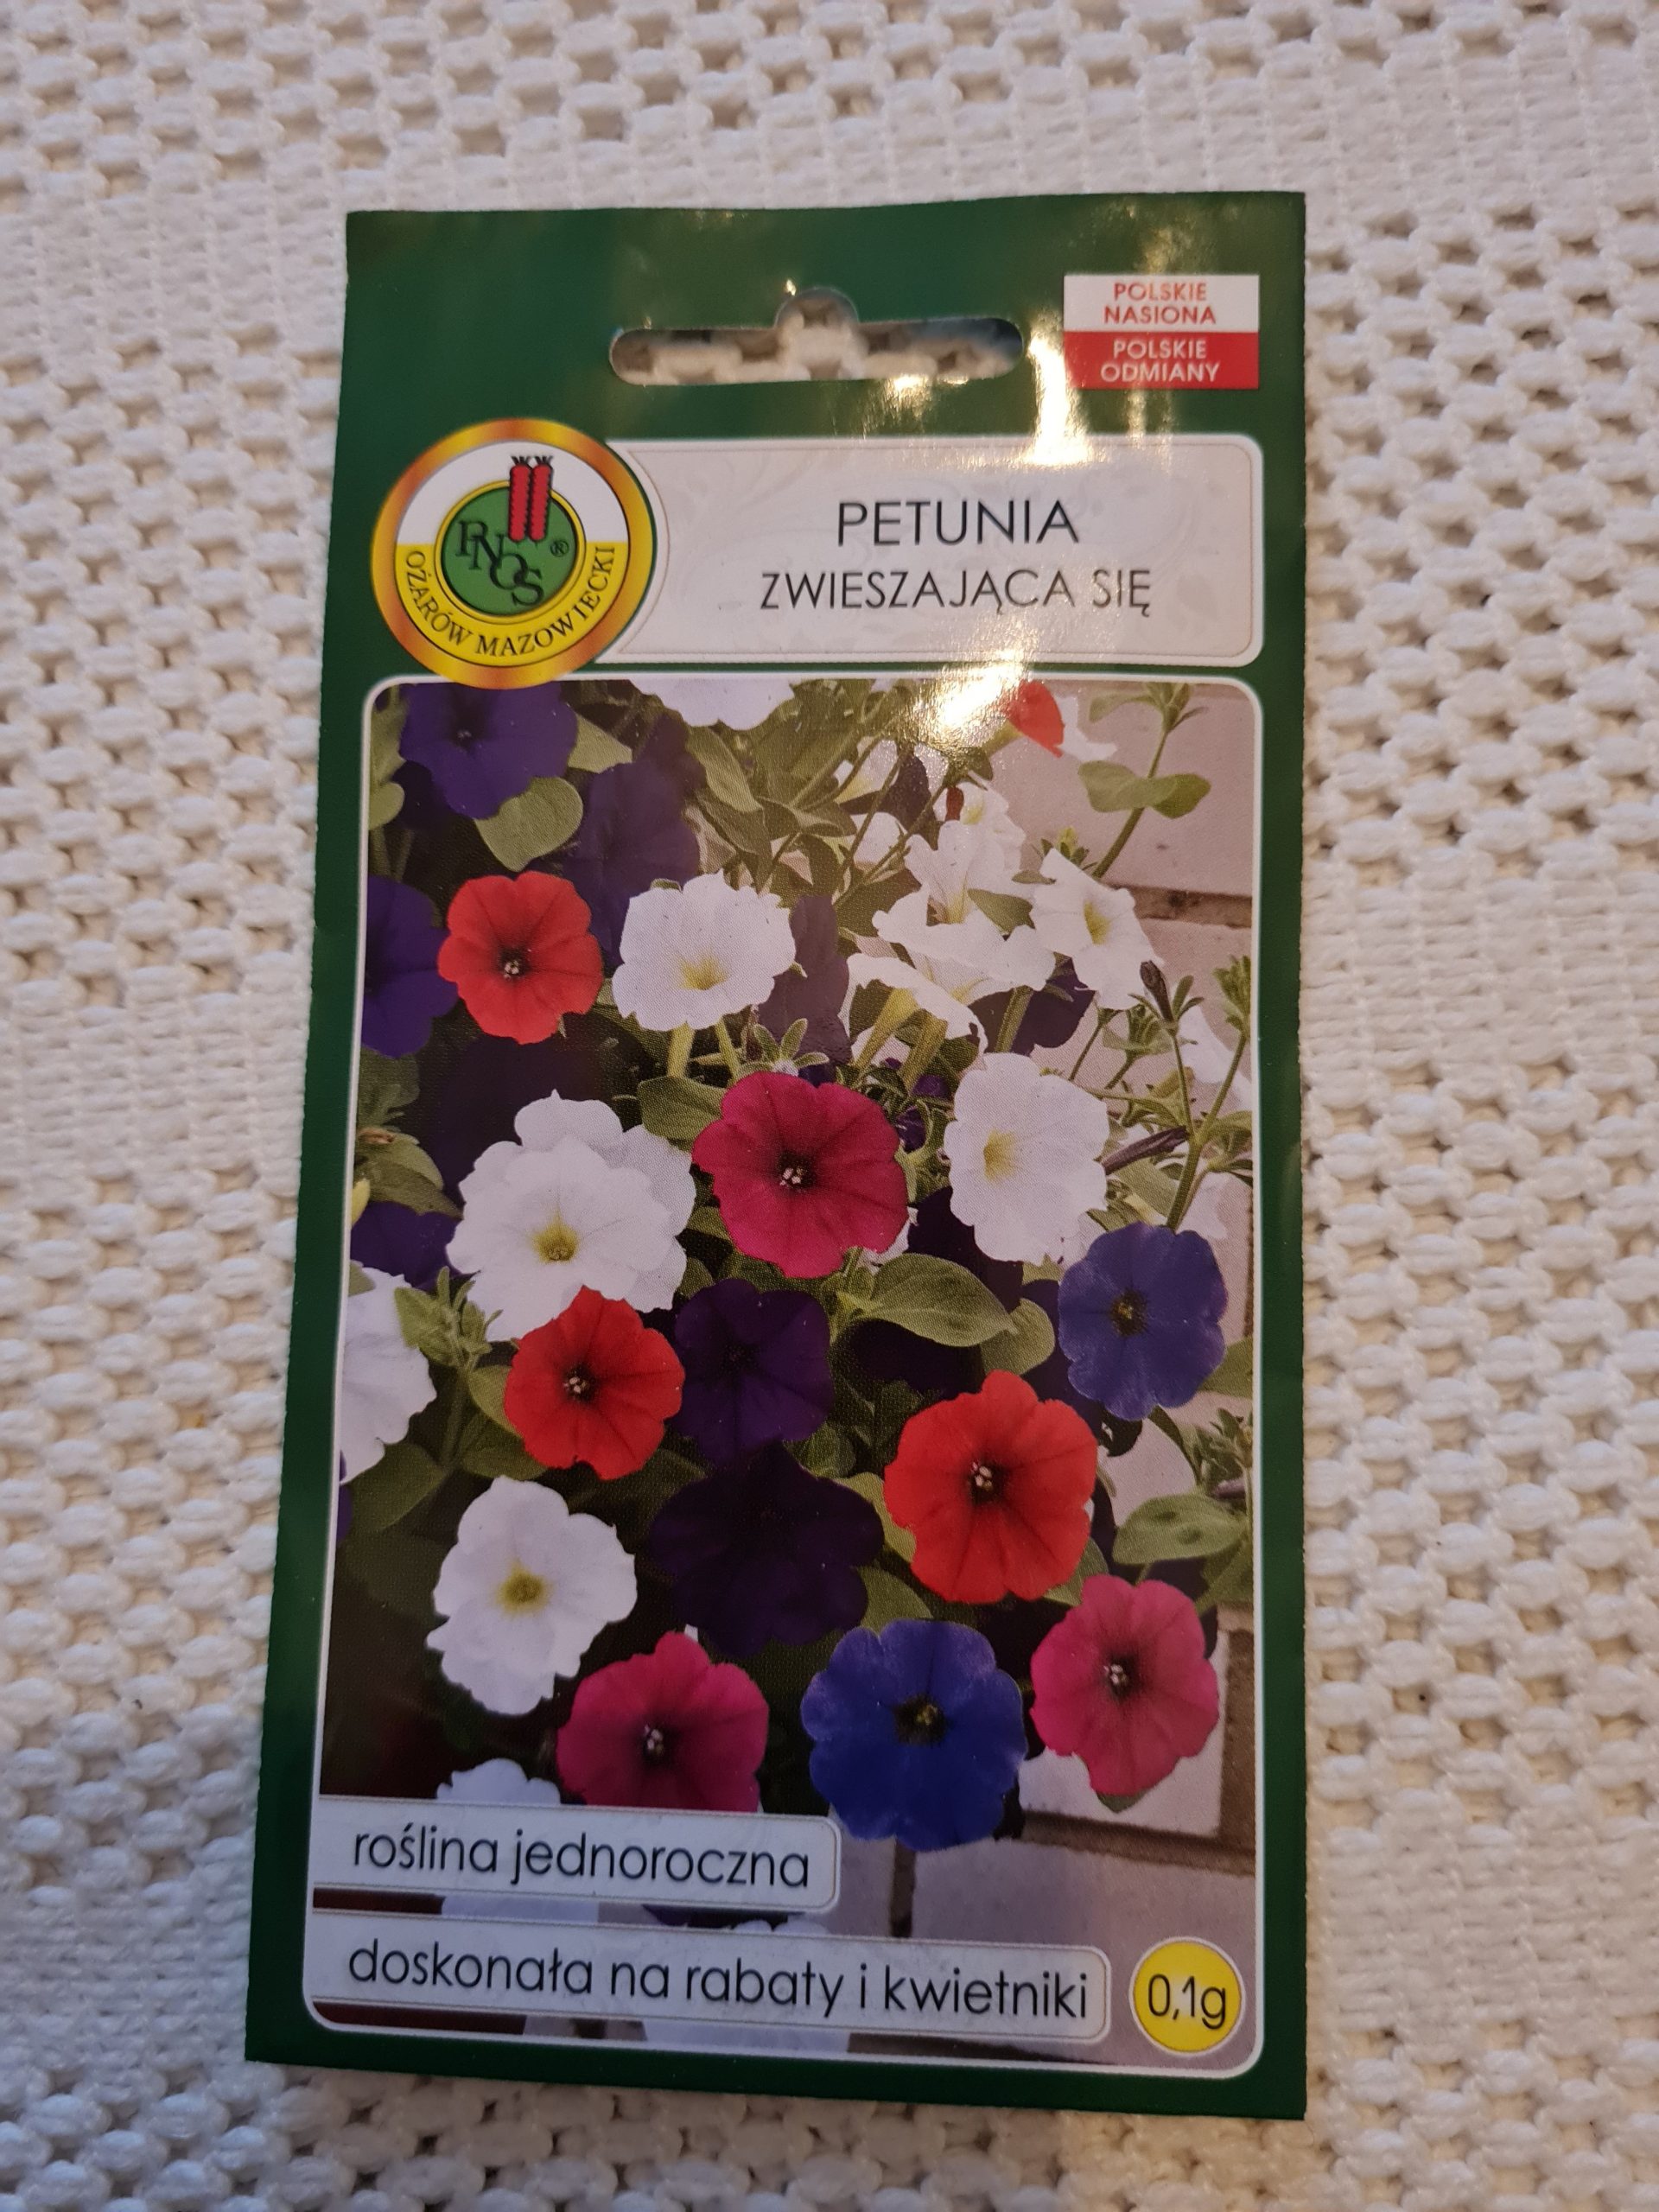 POLSKIE
NASIONA
POLSKIE
ODMIANY
PNOS ®
OŻARÓW MAZOWIECKI
PETUNIA
ZWIESZAJĄCA SIĘ
roślina jednoroczna
doskonała na rabaty i kwietniki
0,1g